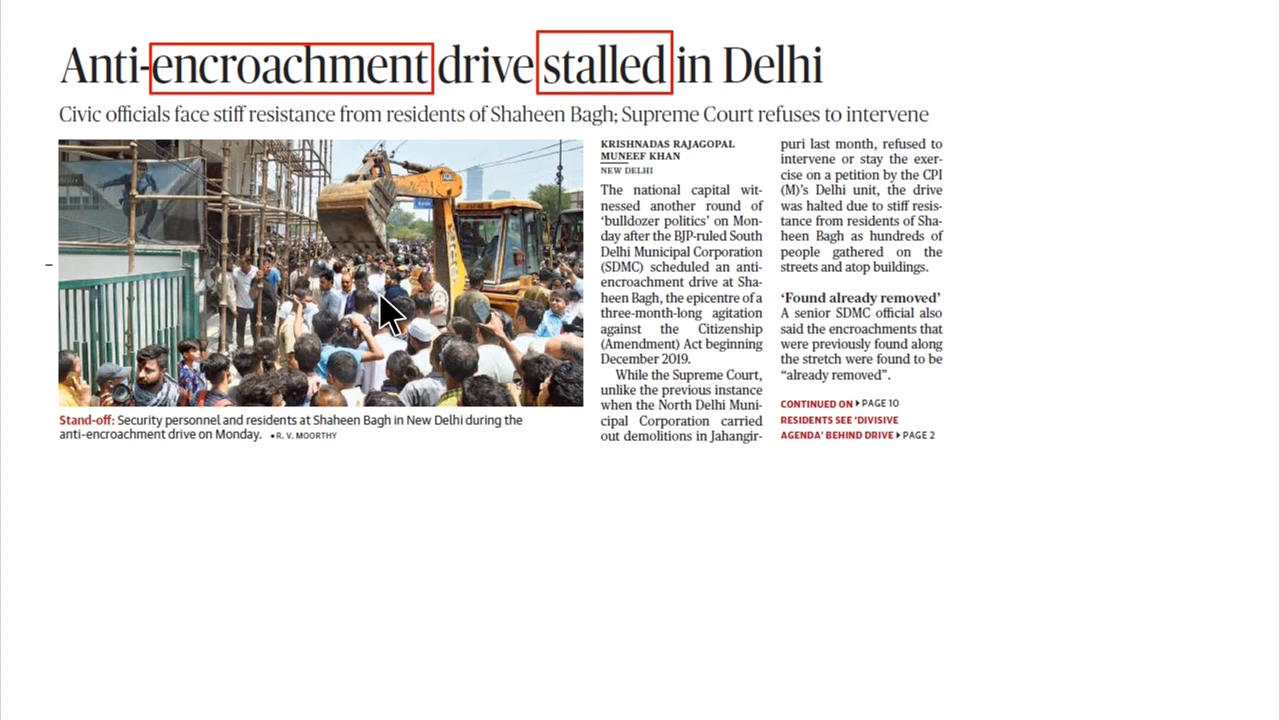 Anti-encroachment drive stalled in Delhi
Civic officials face stiff resistance from residents of Shaheen Bagh; Supreme Court refuses to intervene
Stand-off: Security personnel and residents at Shaheen Bagh in New Delhi during the
anti-encroachment drive on Monday. • R. V. MOORTHY
KRISHNADAS RAJAGOPAL
MUNEEF KHAN
NEW DELHI
The national capital wit-
nessed another round of
‘bulldozer politics’ on Mon-
day after the BJP-ruled South
Delhi Municipal Corporation
(SDMC) scheduled an anti-
encroachment drive at Sha-
heen Bagh, the epicentre of a
three-month-long agitation
against the Citizenship
(Amendment) Act beginning
December 2019.
While the Supreme Court,
unlike the previous instance
when the North Delhi Muni-
cipal Corporation carried
out demolitions in Jahangir-
puri last month, refused to
intervene or stay the exer-
cise on a petition by the CPI
(M)’s Delhi unit, the drive
was halted due to stiff resis-
tance from residents of Sha-
heen Bagh as hundreds of
people gathered on the
streets and atop buildings.
‘Found already removed’
A senior SDMC official also
said the encroachments that
were previously found along
the stretch were found to be
“already removed”.
CONTINUED ON PAGE 10
RESIDENTS SEE ‘DIVISIVE
AGENDA’ BEHIND DRIVE PAGE 2